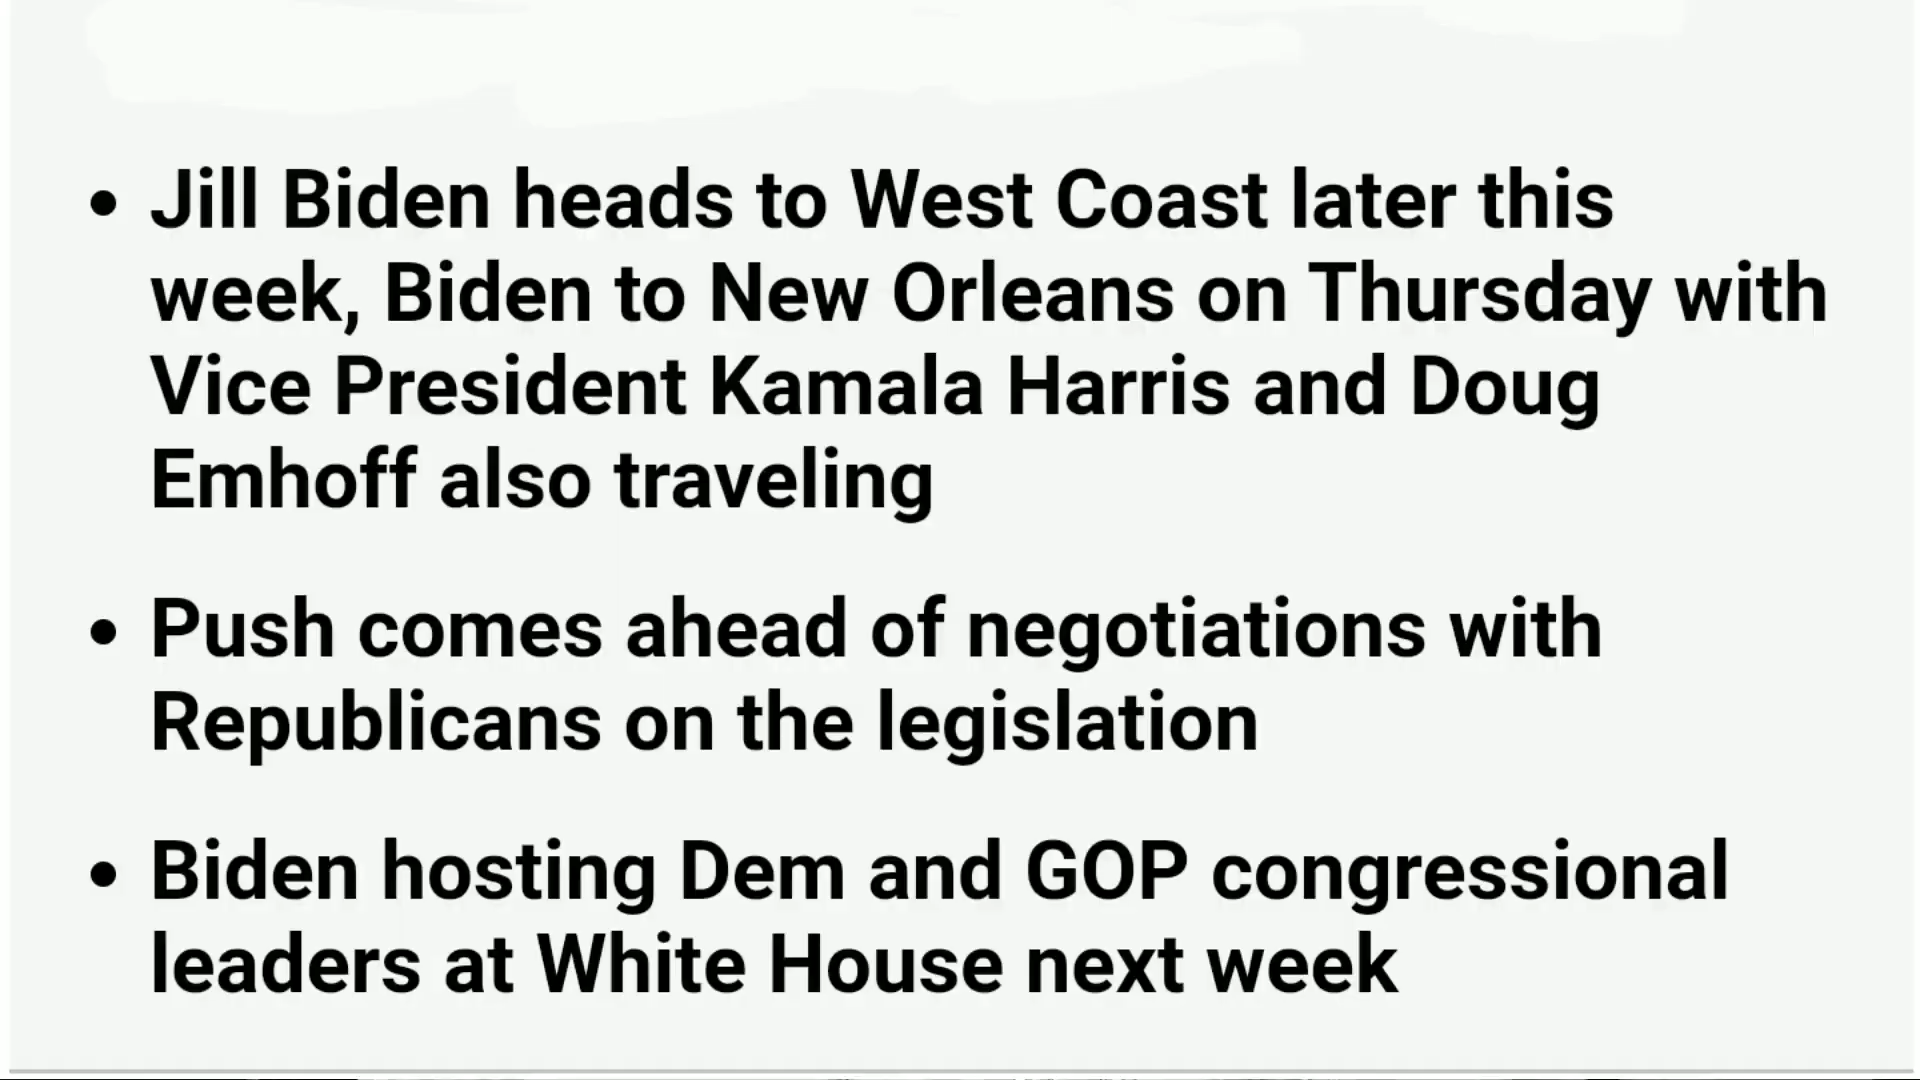 • Jill Biden heads to West Coast later this
week, Biden to New Orleans on Thursday with
Vice President Kamala Harris and Doug
Emhoff also traveling
• Push comes ahead of negotiations with
Republicans on the legislation
• Biden hosting Dem and GOP congressional
leaders at White House next week